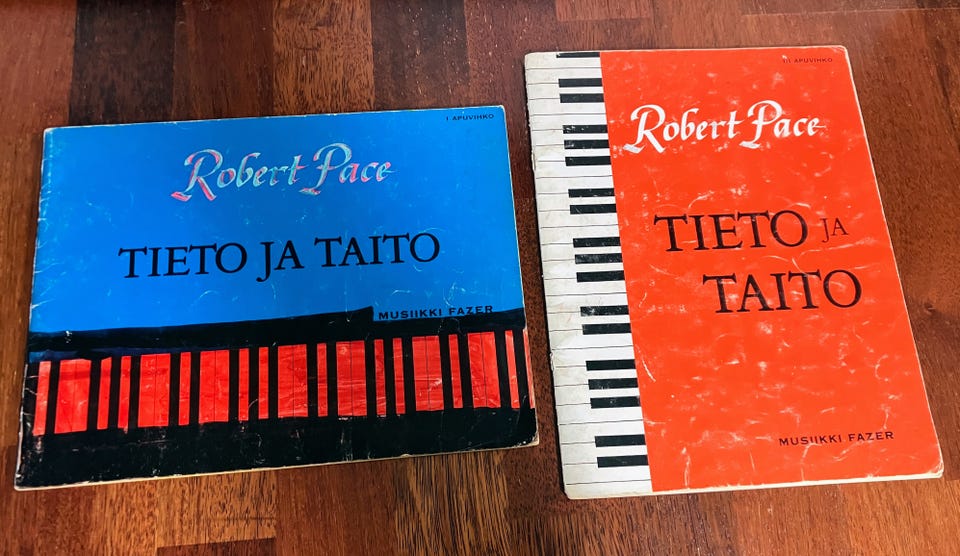 I APUVIHKO
Robert Pace
TIETO JA TAITO
MUSIIKKI FAZER
III APUVIHKO
Robert Pace
TIETO JA
TAITO
MUSIIKKI FAZER